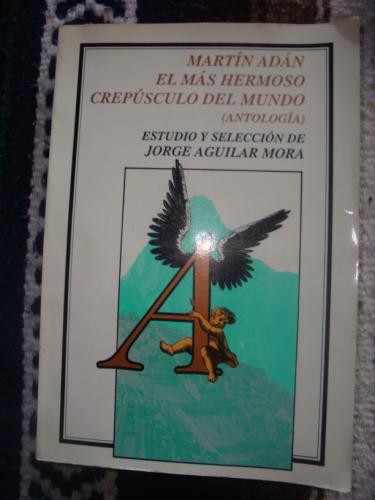 MARTÍN ADÁN
EL MÁS HERMOSO
CREPÚSCULO DEL MUNDO
(ANTOLOGÍA)
ESTUDIO Y SELECCIÓN DE
JORGE AGUILAR MORA
A